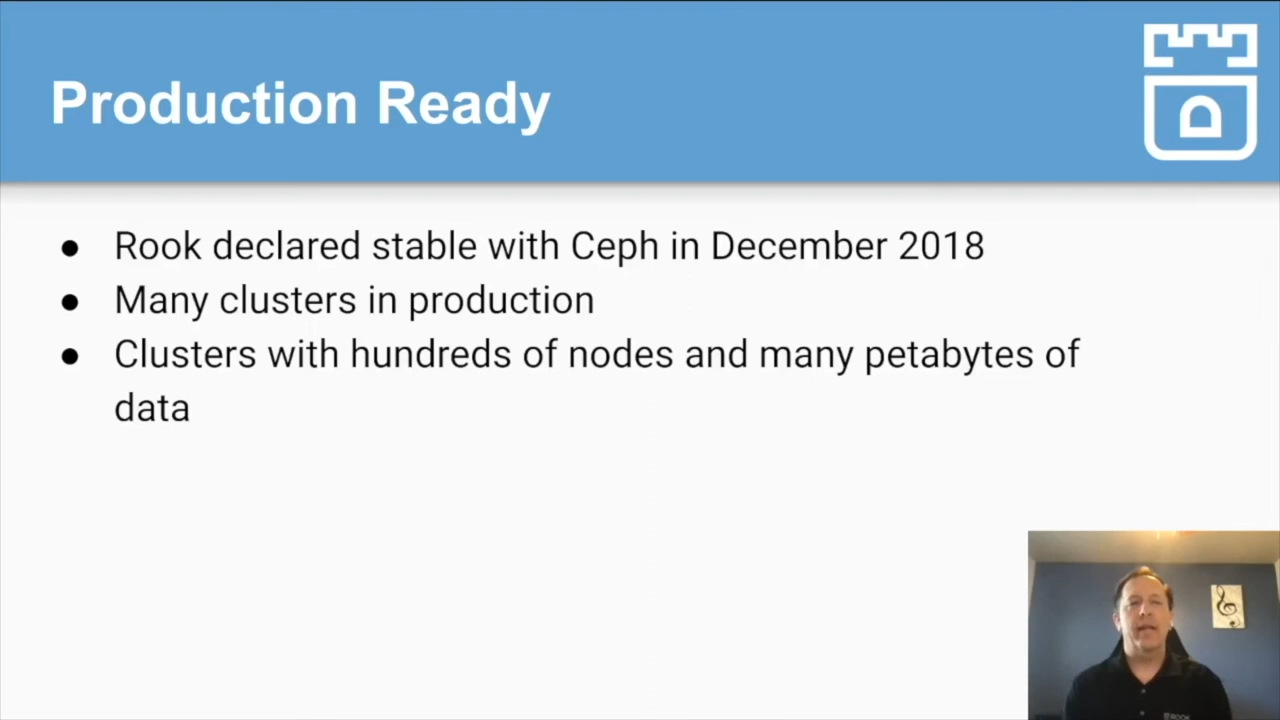 Production Ready
● Rook declared stable with Ceph in December 2018
● Many clusters in production
● Clusters with hundreds of nodes and many petabytes of
data
ROOK